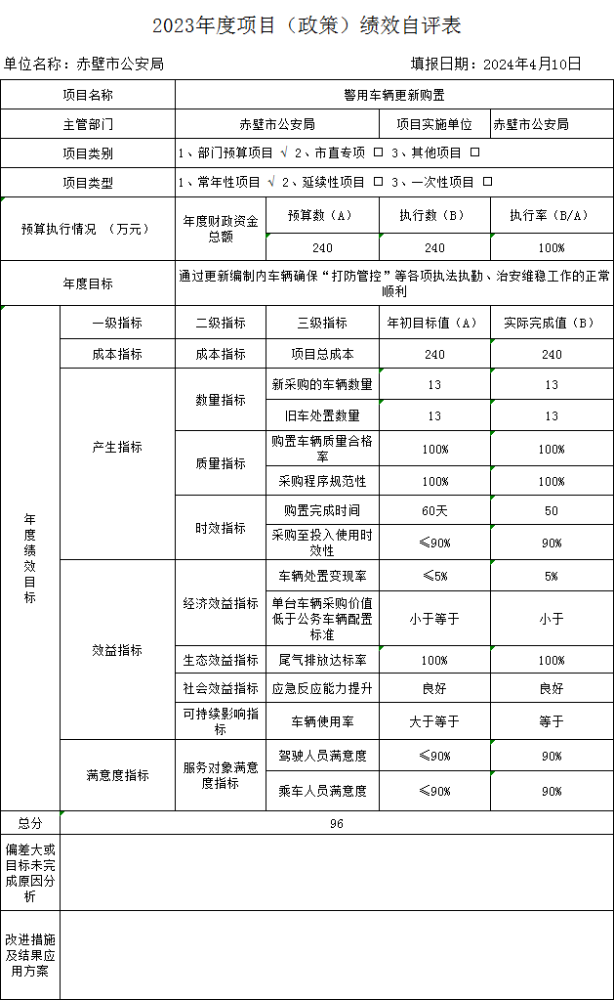 2023年度项目（政策）绩效自评表
单位名称：赤壁市公安局 填报日期：2024年4月10日
项目名称 警用车辆更新购置
主管部门 赤壁市公安局 项目实施单位 赤壁市公安局
项目类别 1、部门预算项目 √ 2、市直专项 □ 3、其他项目 □
项目类型 1、常年性项目 √ 2、延续性项目 □ 3、一次性项目 □
预算执行情况 （万元）
年度财政资金
总额
预算数（A） 执行数（B） 执行率（B/A）
240 240 100%
年度目标
通过更新编制内车辆确保“打防管控”等各项执法执勤、治安维稳工作的正常
顺利
年
度
绩
效
目
标
一级指标 二级指标 三级指标 年初目标值（A） 实际完成值（B）
成本指标 成本指标 项目总成本 240 240
产生指标
数量指标
新采购的车辆数量 13 13
旧车处置数量 13 13
质量指标
购置车辆质量合格
率
100% 100%
采购程序规范性 100% 100%
时效指标
购置完成时间 60天 50
采购至投入使用时
效性
≤90% 90%
效益指标
经济效益指标
车辆处置变现率 ≤5% 5%
单台车辆采购价值
低于公务车辆配置
标准
小于等于 小于
生态效益指标 尾气排放达标率 100% 100%
社会效益指标 应急反应能力提升 良好 良好
可持续影响指
标
车辆使用率 大于等于 等于
满意度指标
服务对象满意
度指标
驾驶人员满意度 ≤90% 90%
乘车人员满意度 ≤90% 90%
总分 96
偏差大或
目标未完
成原因分
析
改进措施
及结果应
用方案